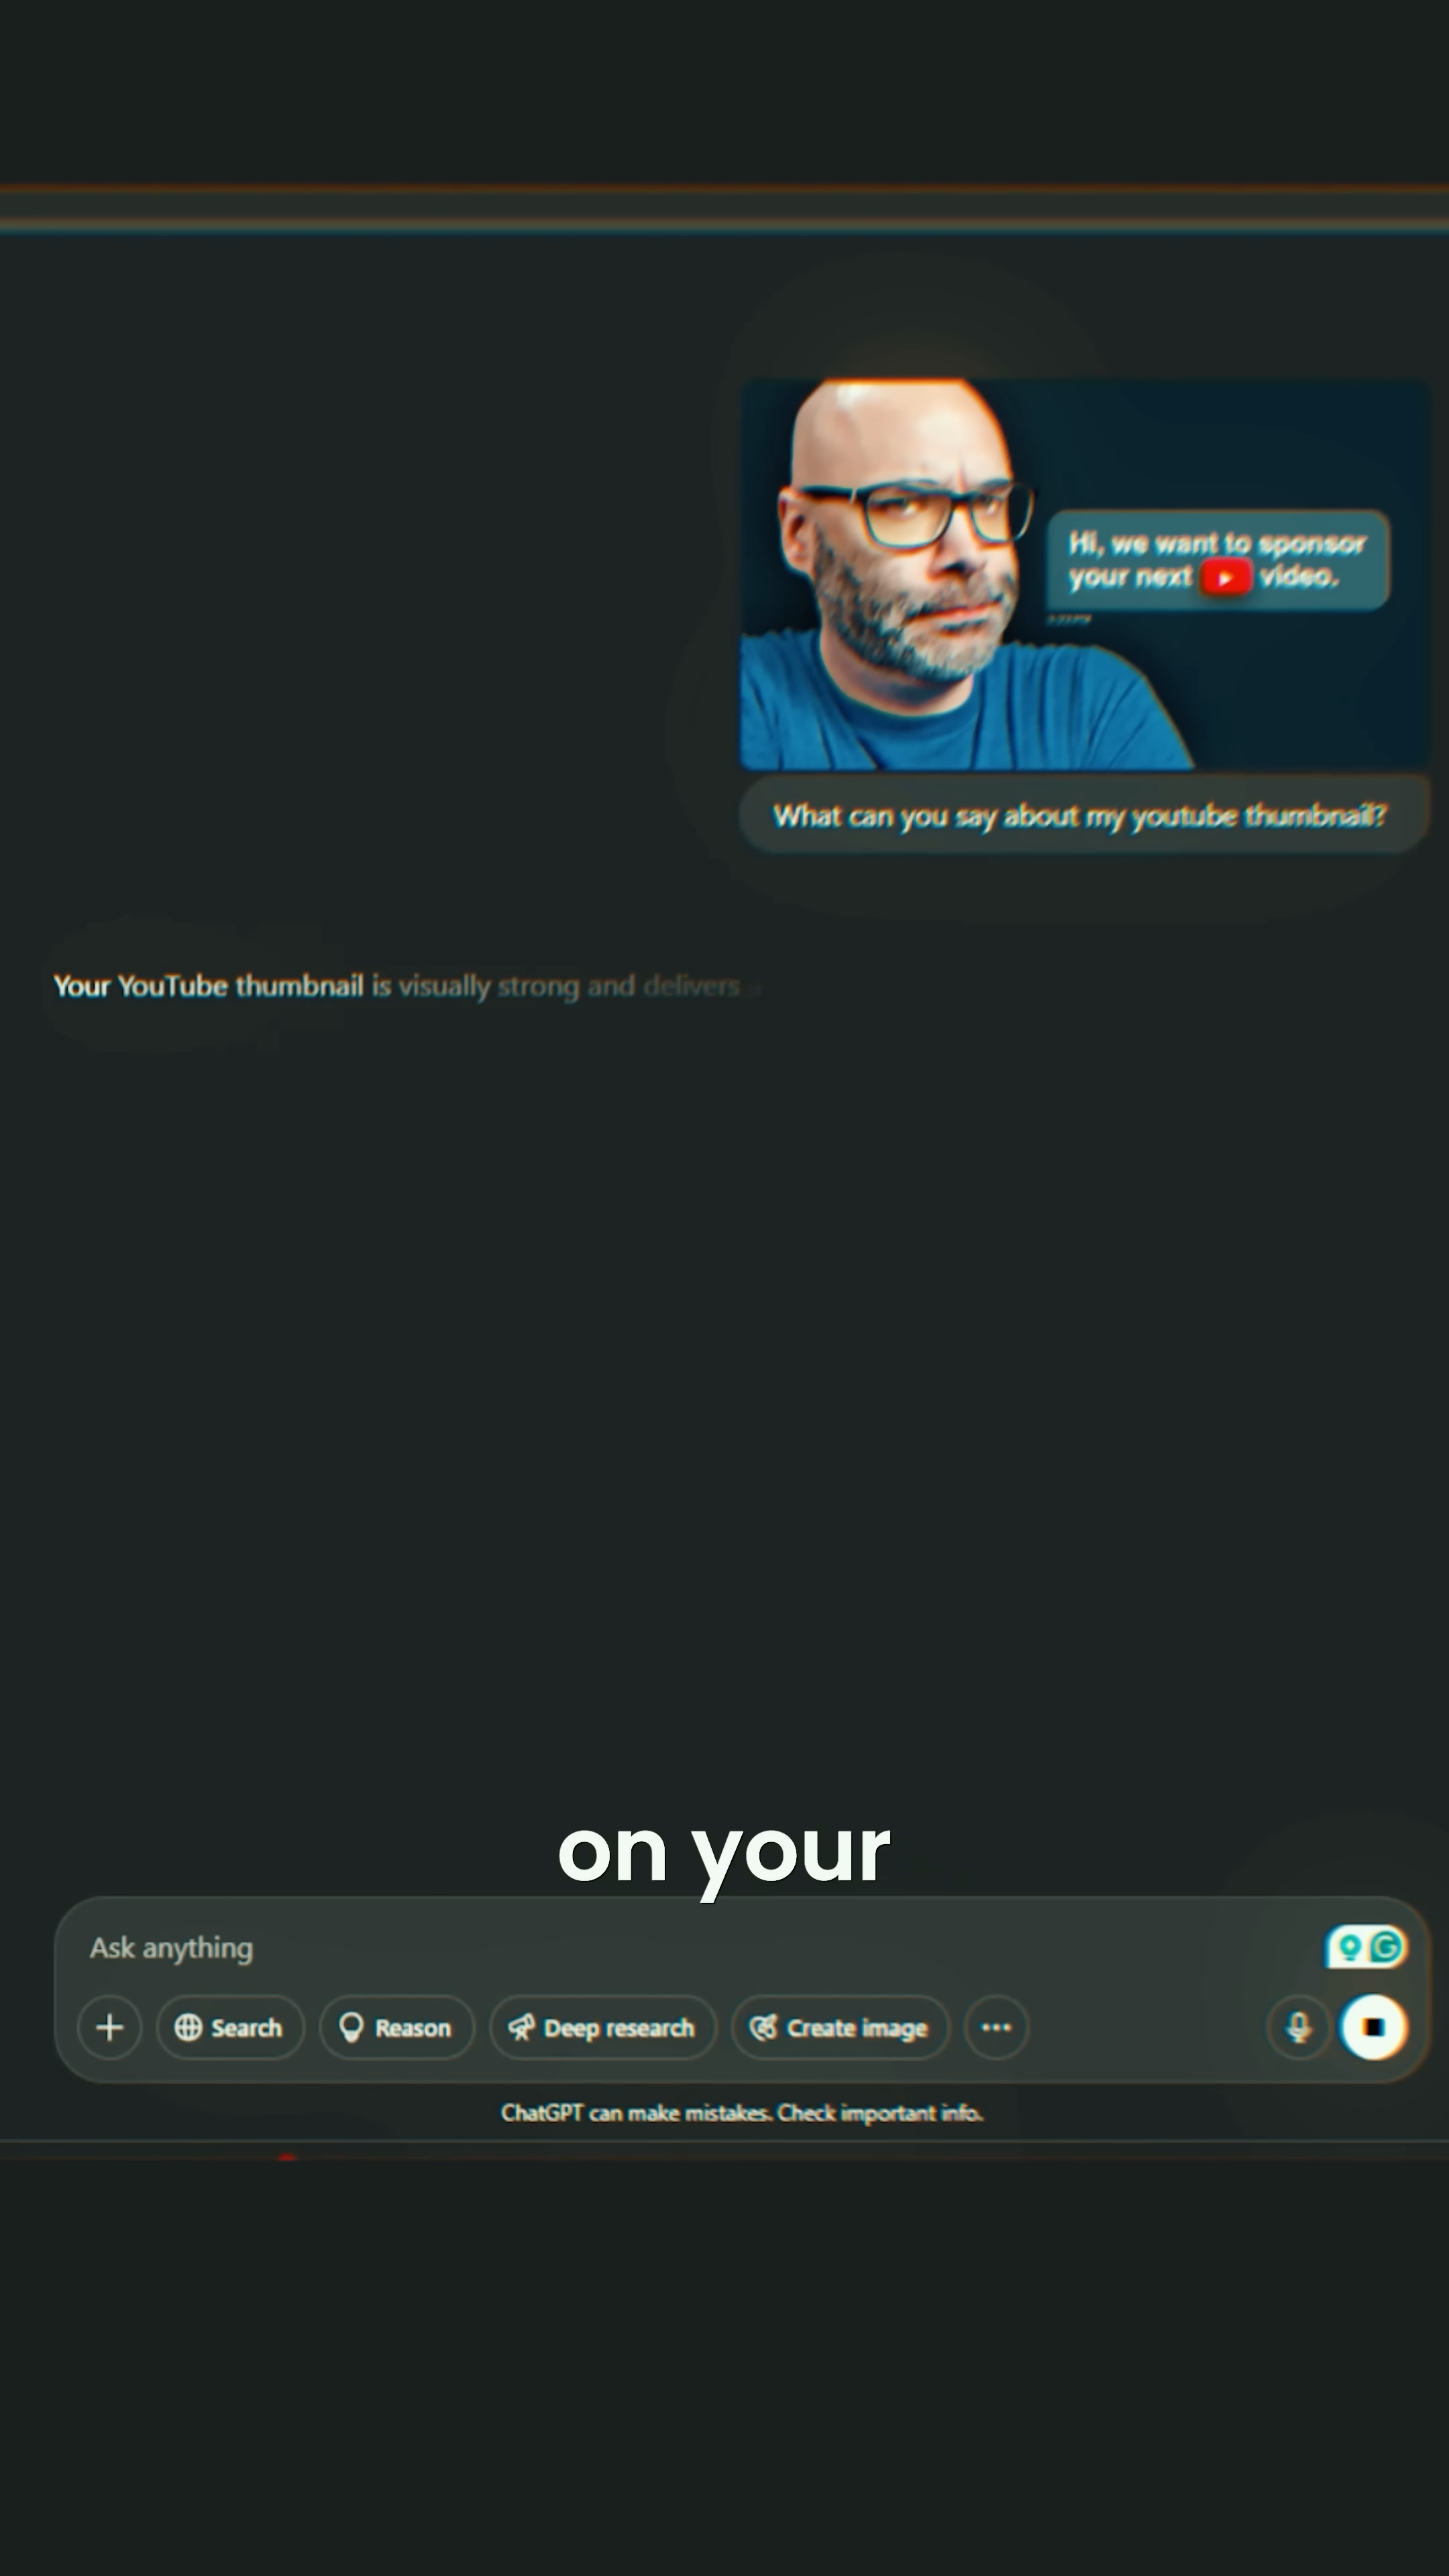 Hi, we want to sponsor
your next video.
What can you say about my youtube thumbnail?
Your YouTube thumbnail is visually strong and delivers
on your
Ask anything
Search
Reason
Deep research
Create image
ChatGPT can make mistakes. Check important info.